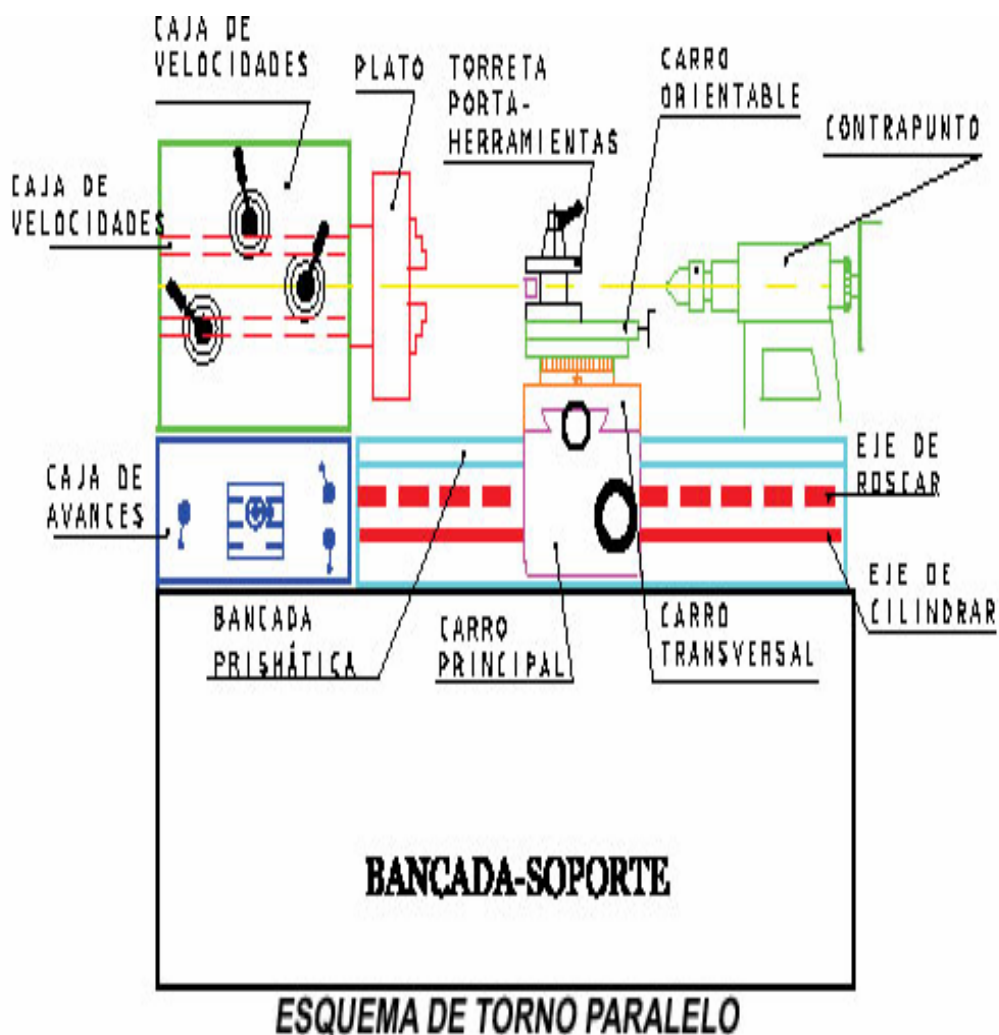 CAJA DE
VELOCIDADES
PLATO
TORRETA
PORTA-
HERRAMIENTAS
CARRO
ORIENTABLE
CONTRAPUNTO
CAJA DE
VELOCIDADES
CAJA DE
AVANCES
EJE DE
ROSCAR
EJE DE
CILINDRAR
BANCADA
PRISMÁTICA
CARRO
PRINCIPAL
CARRO
TRANSVERSAL
BANCADA-SOPORTE
ESQUEMA DE TORNO PARALELO